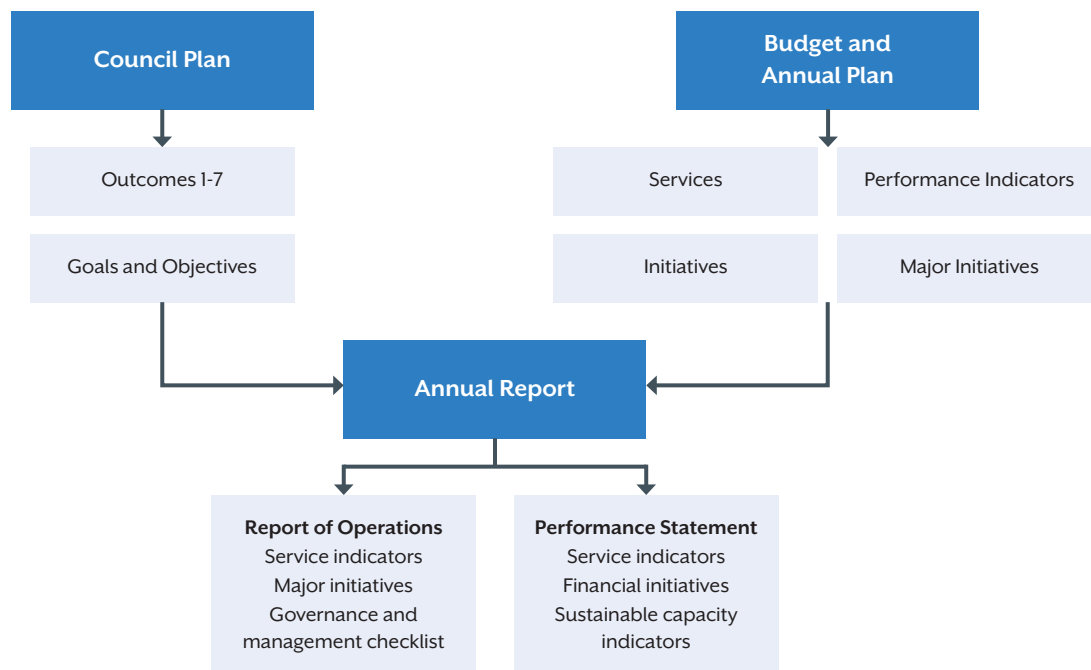 Council Plan
Budget and
Annual Plan
Outcomes 1-7
Services
Performance Indicators
Goals and Objectives
Initiatives
Major Initiatives
Annual Report
Report of Operations
Service indicators
Major initiatives
Governance and
management checklist
Performance Statement
Service indicators
Financial initiatives
Sustainable capacity
indicators